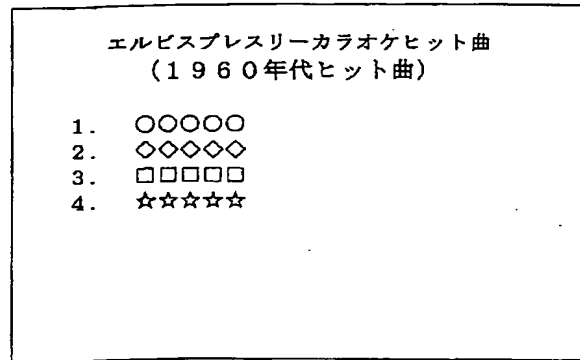 エルビスプレスリーカラオケヒット曲
(1960年代ヒット曲)
1. ○○○○○
2. ◇◇◇◇◇
3. □□□□□
4. ☆☆☆☆☆